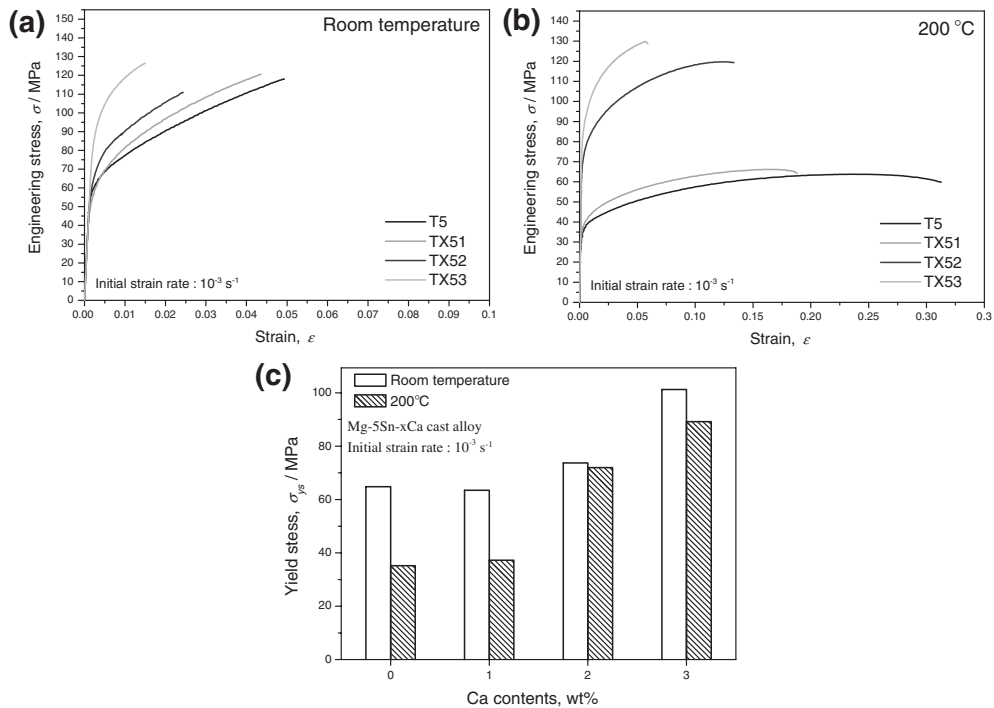 (a)
Room temperature
Engineering stress, σ / MPa
150
140
130
120
110
100
90
80
70
60
50
40
30
20
10
0
T5
TX51
TX52
TX53
Initial strain rate : 10⁻³ s⁻¹
0.00 0.01 0.02 0.03 0.04 0.05 0.06 0.07 0.08 0.09 0.1
Strain, ε
(b)
200 °C
Engineering stress, σ / MPa
140
130
120
110
100
90
80
70
60
50
40
30
20
10
0
T5
TX51
TX52
TX53
Initial strain rate : 10⁻³ s⁻¹
0.00 0.05 0.10 0.15 0.20 0.25 0.30 0.3
Strain, ε
(c)
Room temperature
200°C
Mg-5Sn-xCa cast alloy
Initial strain rate : 10⁻³ s⁻¹
Yield stess, σys / MPa
100
80
60
40
20
0
0 1 2 3
Ca contents, wt%